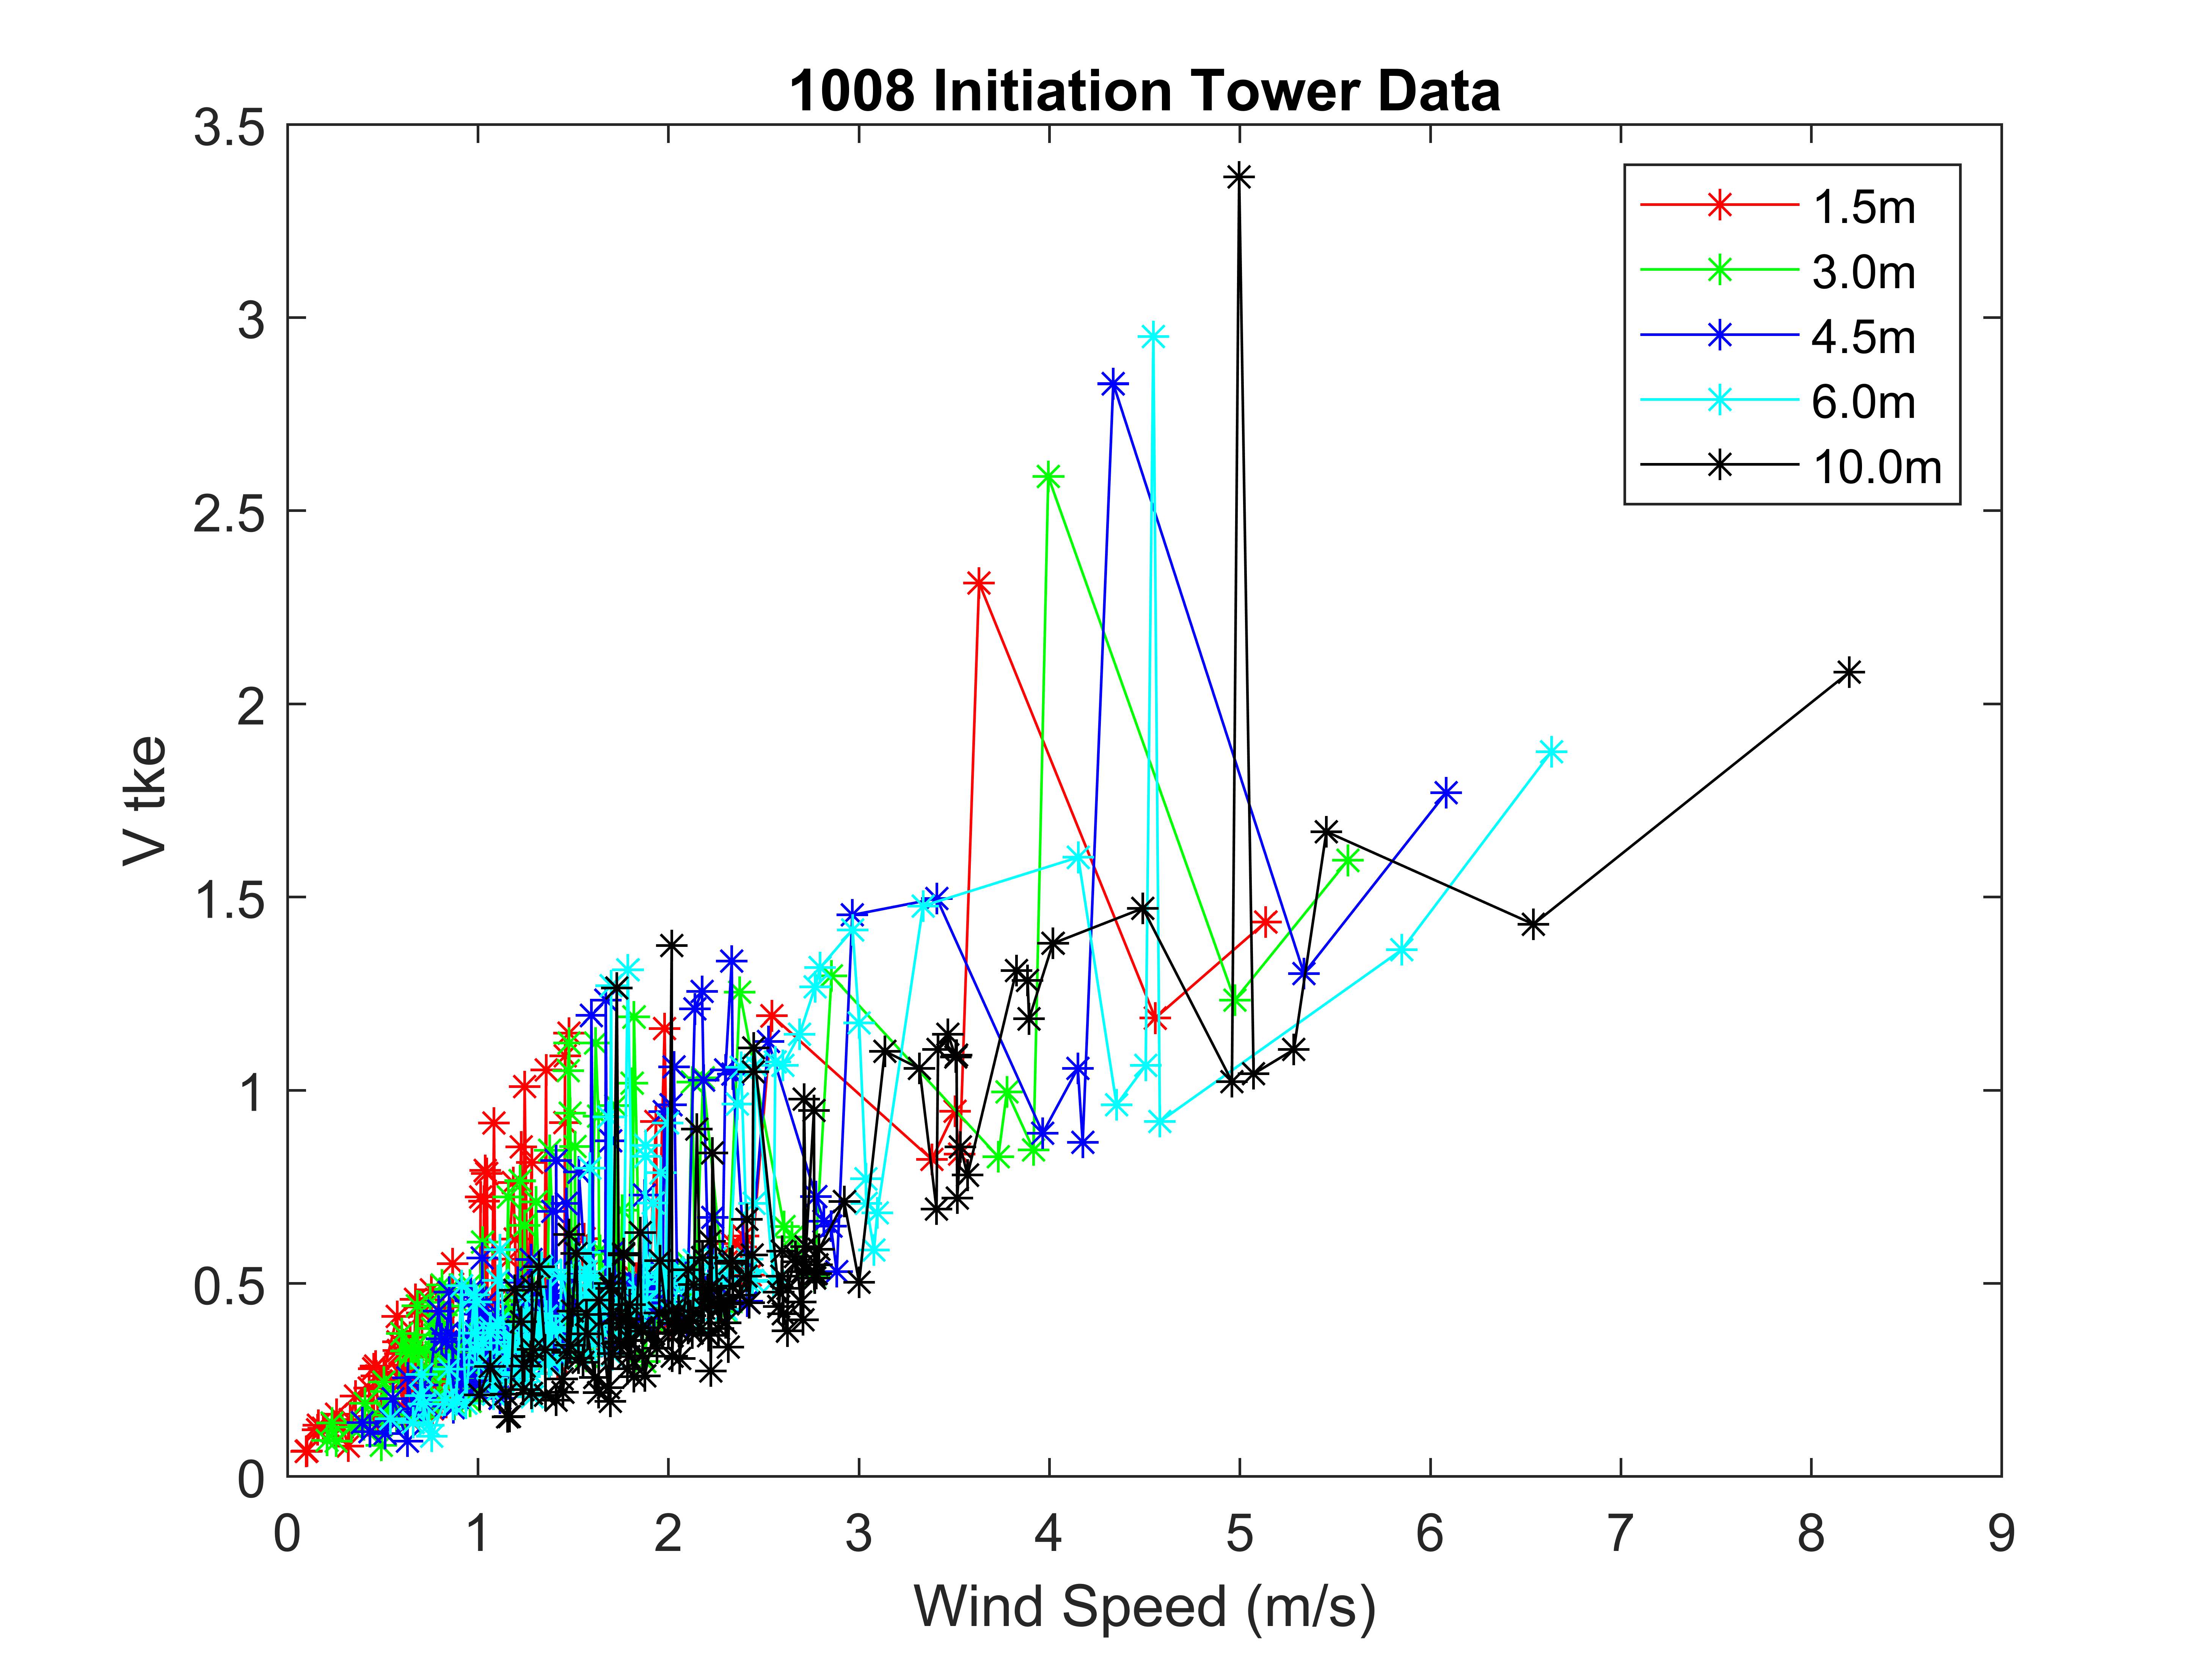 1008 Initiation Tower Data
3.5
3
2.5
2
1.5
1
0.5
0
V tke
1.5m
3.0m
4.5m
6.0m
10.0m
0 1 2 3 4 5 6 7 8 9
Wind Speed (m/s)